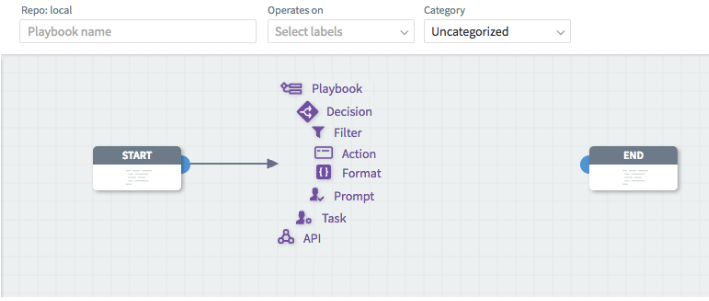 Repo: local Operates on Category
Playbook name Select labels Uncategorized
Playbook
Decision
Filter
START Action END
Format
Prompt
Task
API